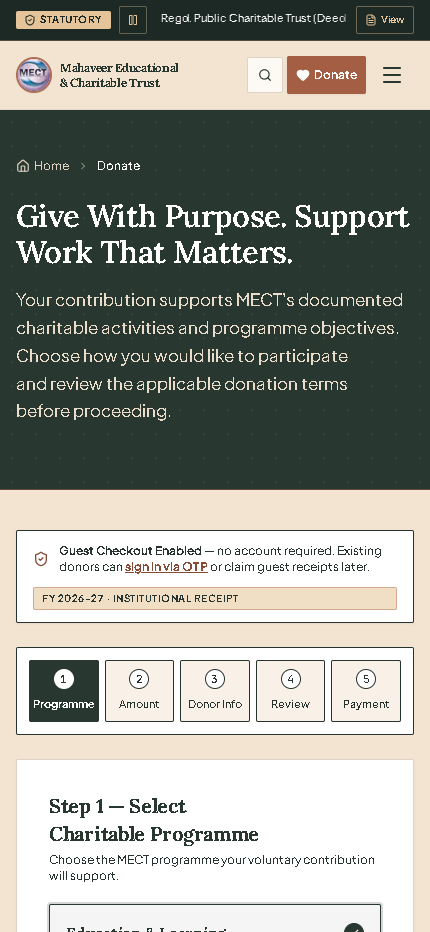 STATUTORY
Regd. Public Charitable Trust (Deed
View
MECT
Mahaveer Educational
& Charitable Trust
Donate
Home > Donate
Give With Purpose. Support
Work That Matters.
Your contribution supports MECT's documented
charitable activities and programme objectives.
Choose how you would like to participate
and review the applicable donation terms
before proceeding.
Guest Checkout Enabled — no account required. Existing
donors can sign in via OTP or claim guest receipts later.
FY 2026-27 · INSTITUTIONAL RECEIPT
1
Programme
2
Amount
3
Donor Info
4
Review
5
Payment
Step 1 — Select
Charitable Programme
Choose the MECT programme your voluntary contribution
will support.
Education & Learning